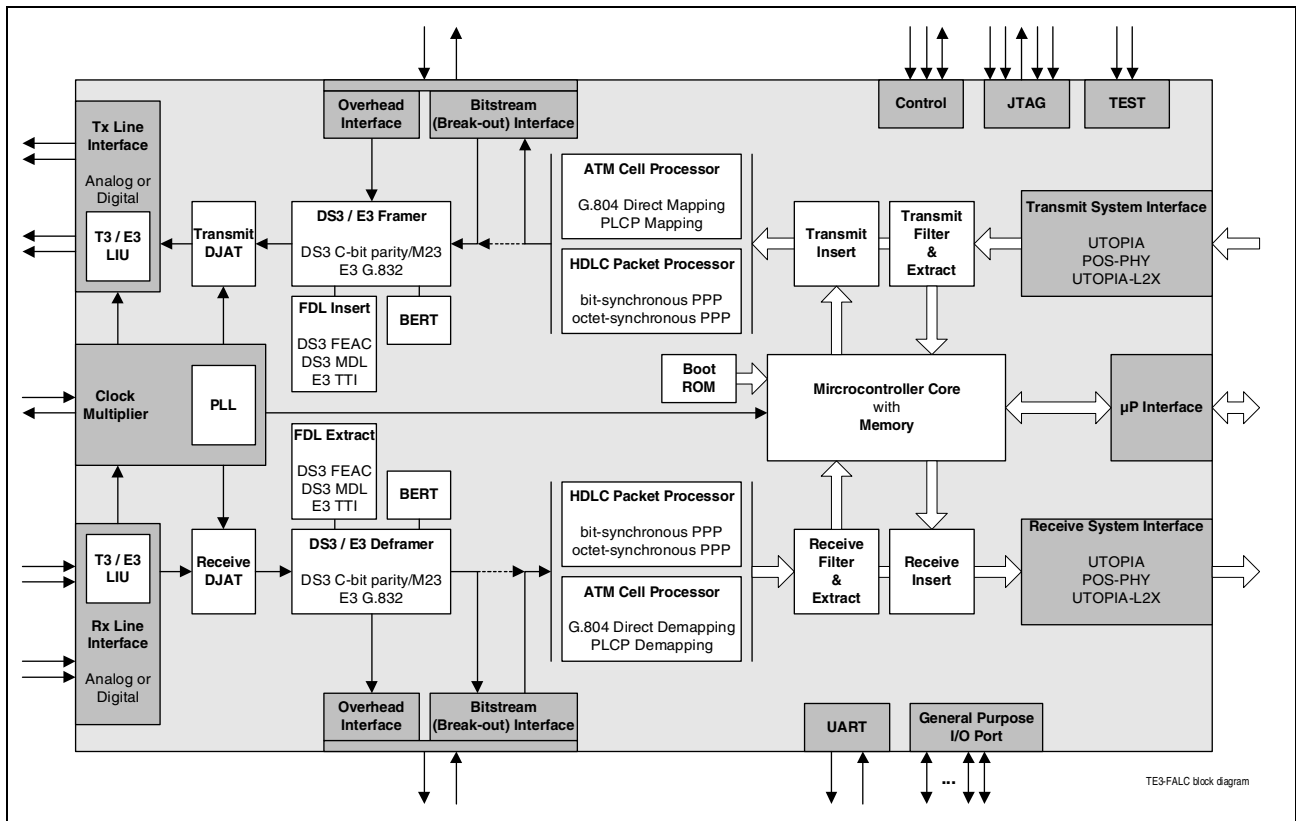 Control
JTAG
TEST
Overhead
Interface
Bitstream
(Break-out) Interface
Tx Line
Interface
Analog or
Digital
T3 / E3
LIU
Transmit
DJAT
DS3 / E3 Framer
DS3 C-bit parity/M23
E3 G.832
FDL Insert
DS3 FEAC
DS3 MDL
E3 TTI
BERT
ATM Cell Processor
G.804 Direct Mapping
PLCP Mapping
HDLC Packet Processor
bit-synchronous PPP
octet-synchronous PPP
Transmit
Insert
Transmit
Filter
&
Extract
Transmit System Interface
UTOPIA
POS-PHY
UTOPIA-L2X
Clock
Multiplier
PLL
Boot
ROM
Mircrocontroller Core
with
Memory
µP Interface
FDL Extract
DS3 FEAC
DS3 MDL
E3 TTI
BERT
T3 / E3
LIU
Rx Line
Interface
Analog or
Digital
Receive
DJAT
DS3 / E3 Deframer
DS3 C-bit parity/M23
E3 G.832
HDLC Packet Processor
bit-synchronous PPP
octet-synchronous PPP
ATM Cell Processor
G.804 Direct Demapping
PLCP Demapping
Receive
Filter
&
Extract
Receive
Insert
Receive System Interface
UTOPIA
POS-PHY
UTOPIA-L2X
Overhead
Interface
Bitstream
(Break-out) Interface
UART
General Purpose
I/O Port
...
TE3-FALC block diagram